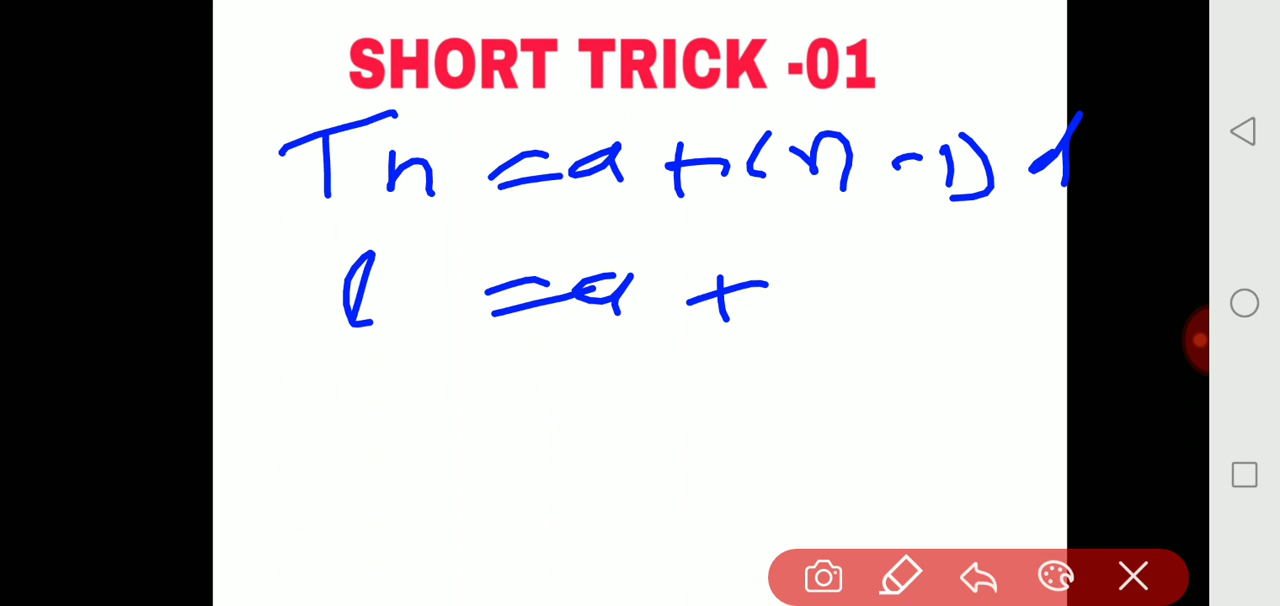 SHORT TRICK -01
Tn = a + (n - 1) d
l = a +